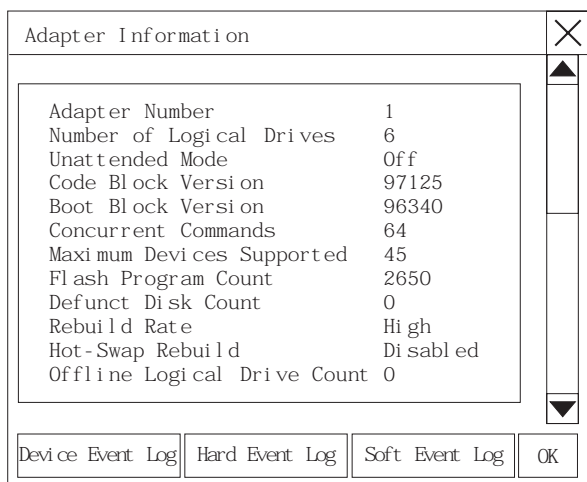 Adapter Information
Adapter Number 1
Number of Logical Drives 6
Unattended Mode Off
Code Block Version 97125
Boot Block Version 96340
Concurrent Commands 64
Maximum Devices Supported 45
Flash Program Count 2650
Defunct Disk Count 0
Rebuild Rate High
Hot-Swap Rebuild Disabled
Offline Logical Drive Count 0
Device Event Log Hard Event Log Soft Event Log OK